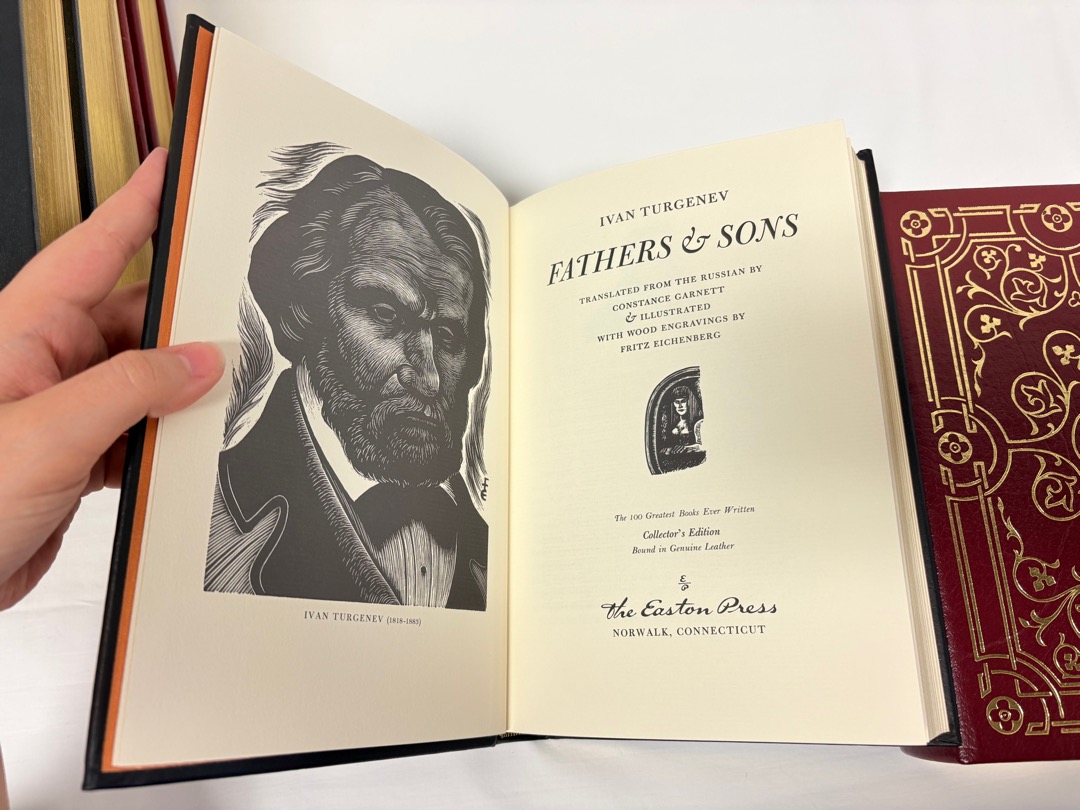 IVAN TURGENEV (1818-1883)
IVAN TURGENEV
FATHERS & SONS
TRANSLATED FROM THE RUSSIAN BY
CONSTANCE GARNETT
& ILLUSTRATED
WITH WOOD ENGRAVINGS BY
FRITZ EICHENBERG
The 100 Greatest Books Ever Written
Collector's Edition
Bound in Genuine Leather
The Easton Press
NORWALK, CONNECTICUT